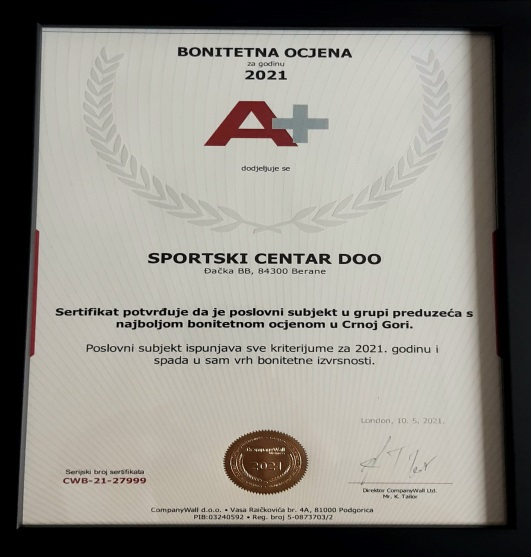 BONITETNA OCJENA
za godinu
2021
A+
dodjeljuje se
SPORTSKI CENTAR DOO
Đačka BB, 84300 Berane
Sertifikat potvrđuje da je poslovni subjekt u grupi preduzeća s
najboljom bonitetnom ocjenom u Crnoj Gori.
Poslovni subjekt ispunjava sve kriterijume za 2021. godinu i
spada u sam vrh bonitetne izvrsnosti.
London, 10. 5. 2021.
CompanyWall
2021
Serijski broj sertifikata
CWB-21-27999
Direktor CompanyWall Ltd.
Mr. K. Tailor
CompanyWall d.o.o. • Vasa Raičkovića br. 4A, 81000 Podgorica
PIB:03240592 • Reg. broj 5-0873703/2